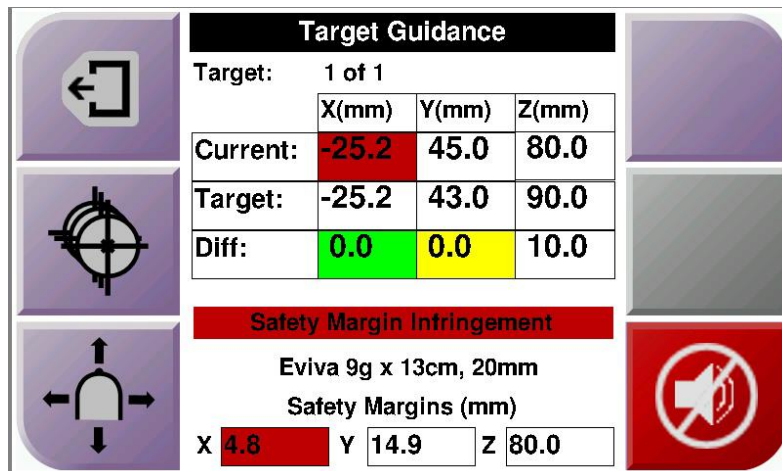 Target Guidance
Target: 1 of 1
X(mm) Y(mm) Z(mm)
Current: -25.2 45.0 80.0
Target: -25.2 43.0 90.0
Diff: 0.0 0.0 10.0
Safety Margin Infringement
Eviva 9g x 13cm, 20mm
Safety Margins (mm)
X 4.8 Y 14.9 Z 80.0